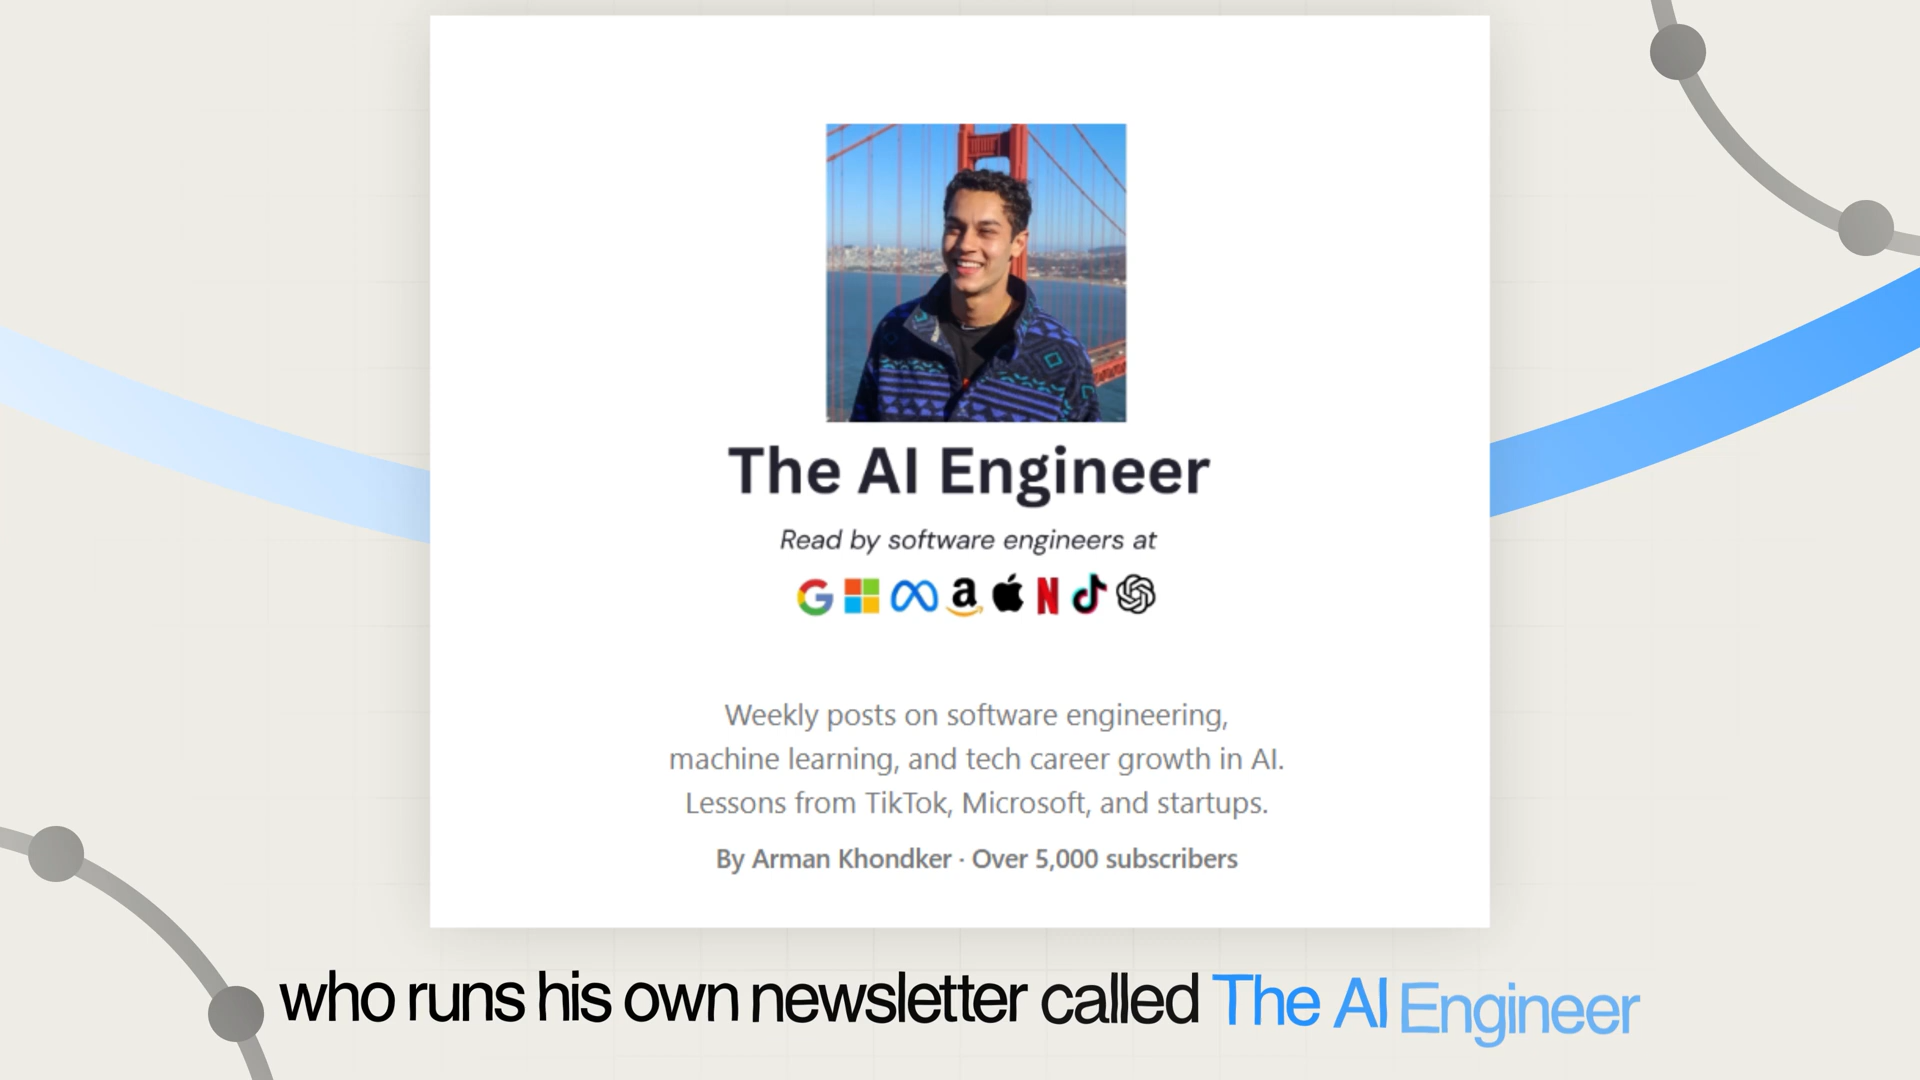 The AI Engineer
Read by software engineers at
Weekly posts on software engineering,
machine learning, and tech career growth in AI.
Lessons from TikTok, Microsoft, and startups.
By Arman Khondker · Over 5,000 subscribers
who runs his own newsletter called The AI Engineer